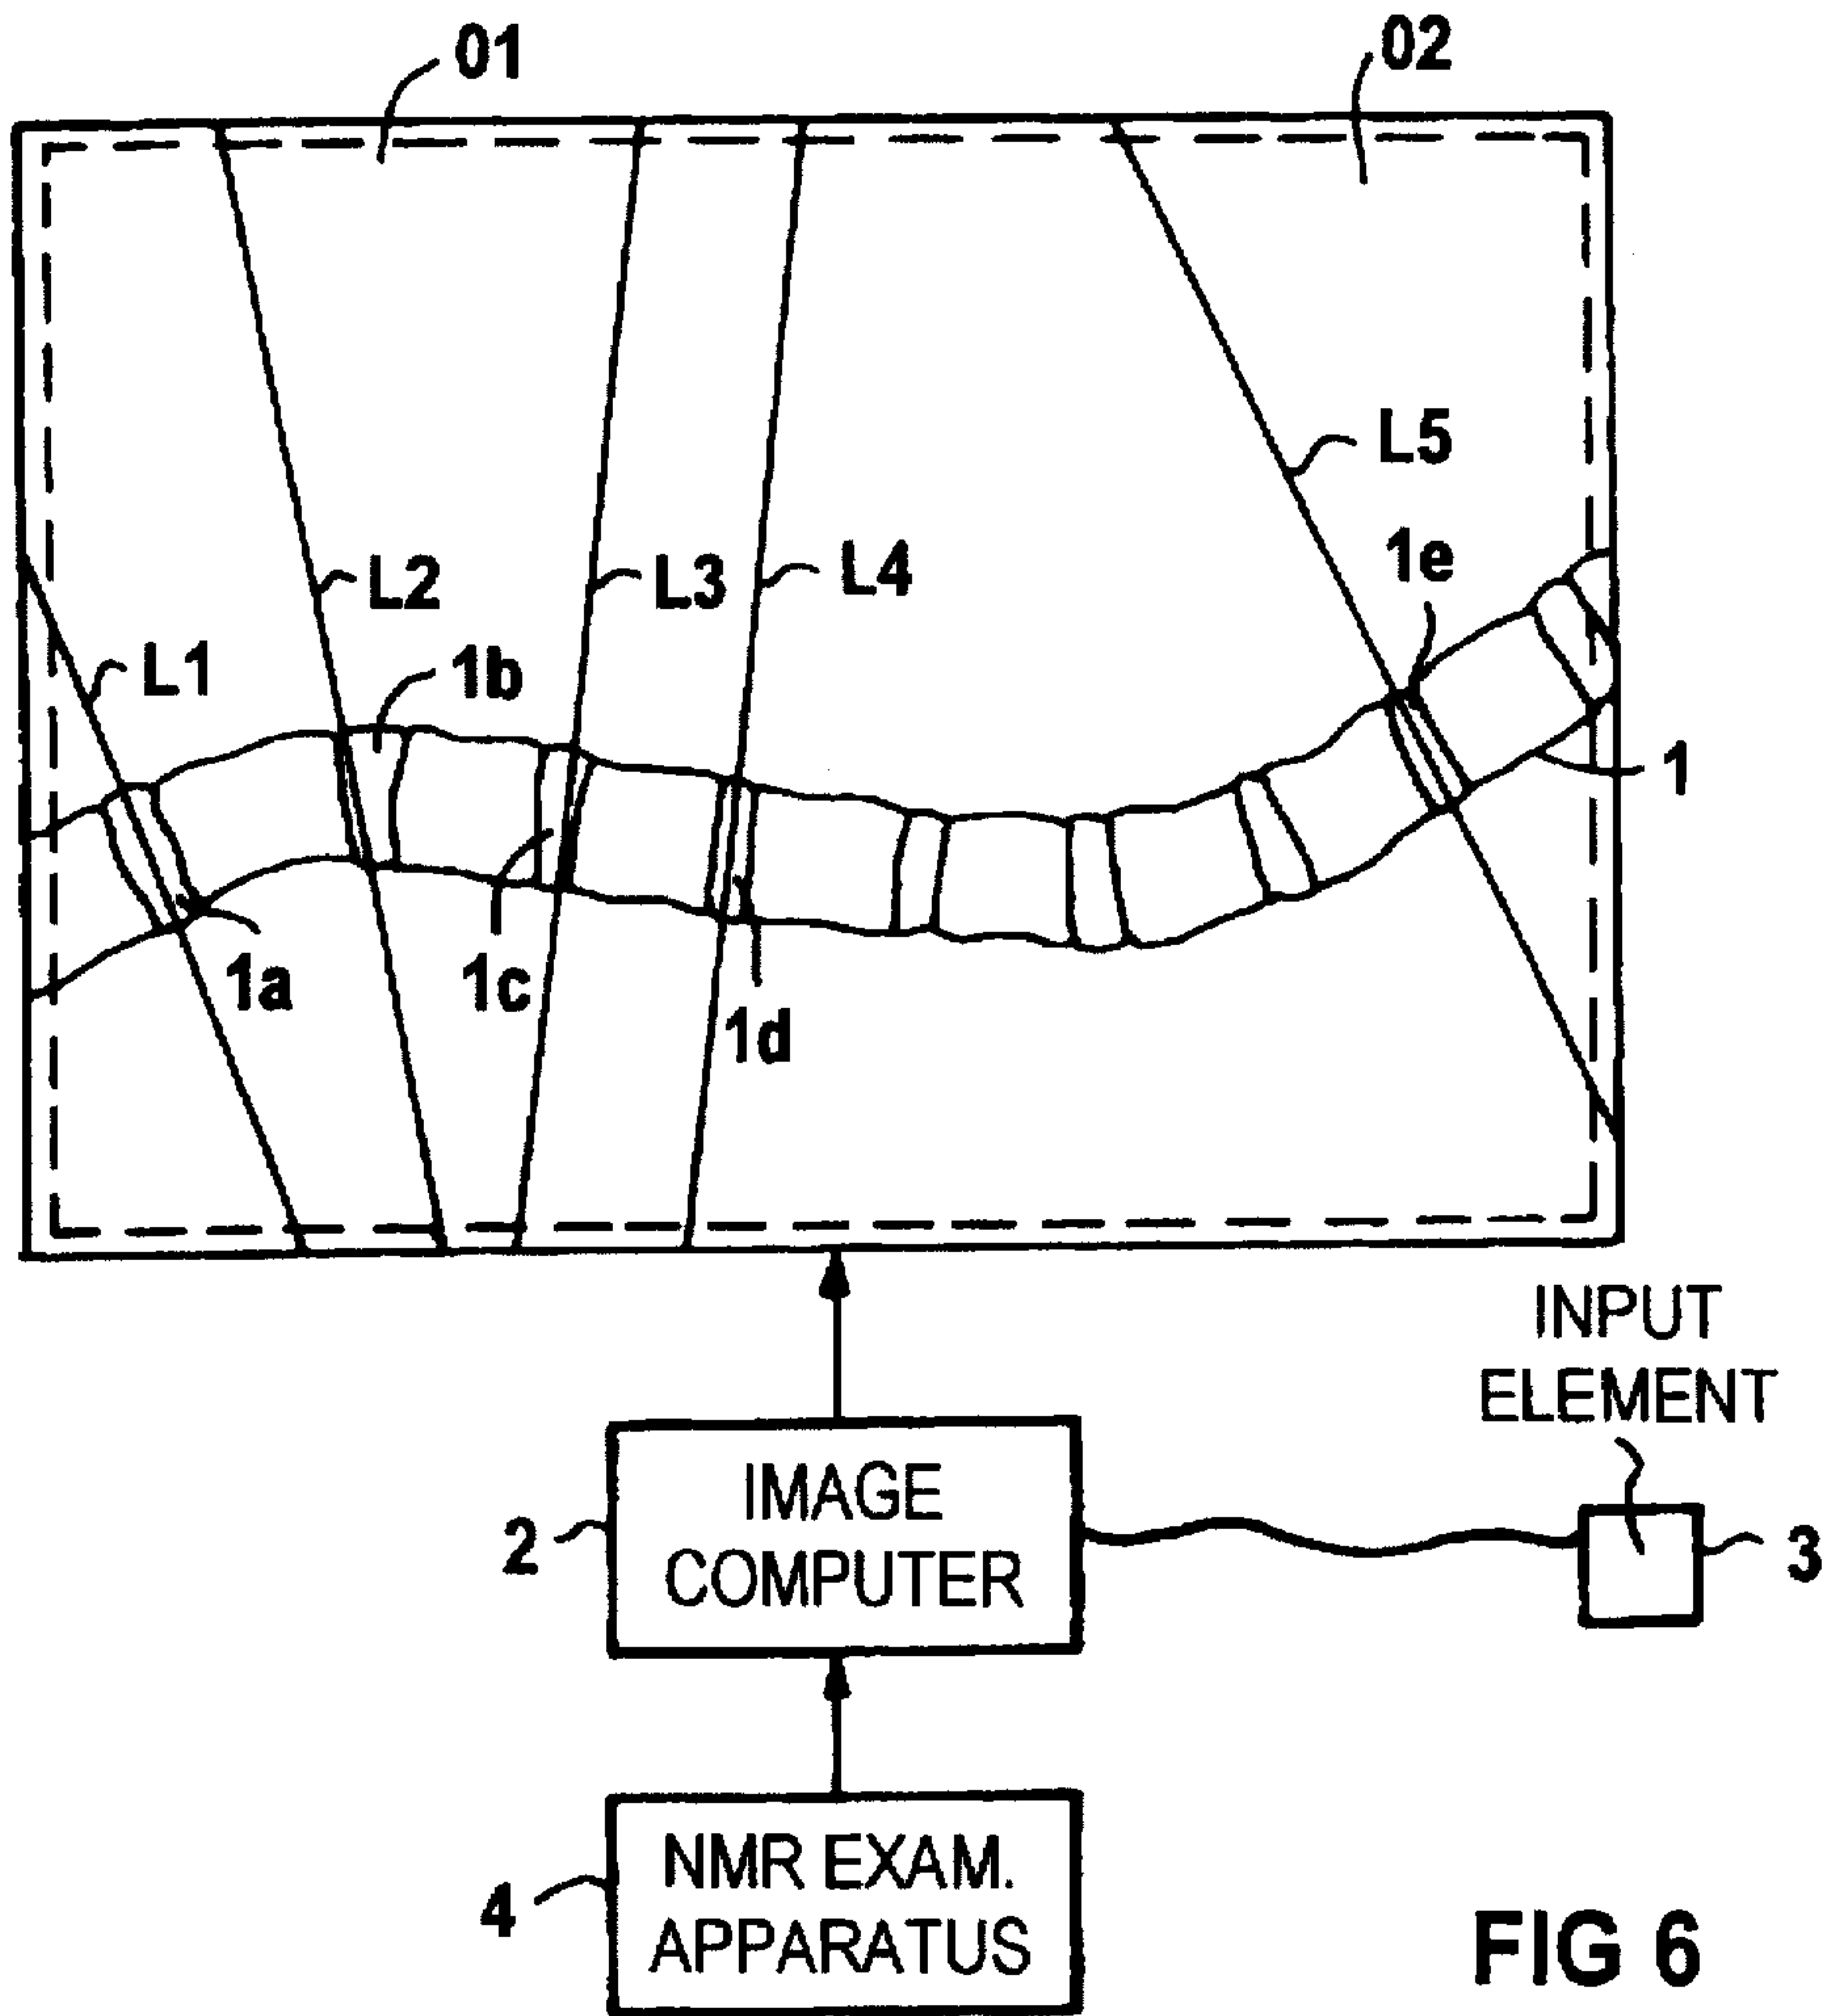 01
02
L5
1e
L2
L3
L4
L1
1b
1
1a
1c
1d
INPUT
ELEMENT
IMAGE
COMPUTER
2
3
NMR EXAM.
APPARATUS
4
FIG 6